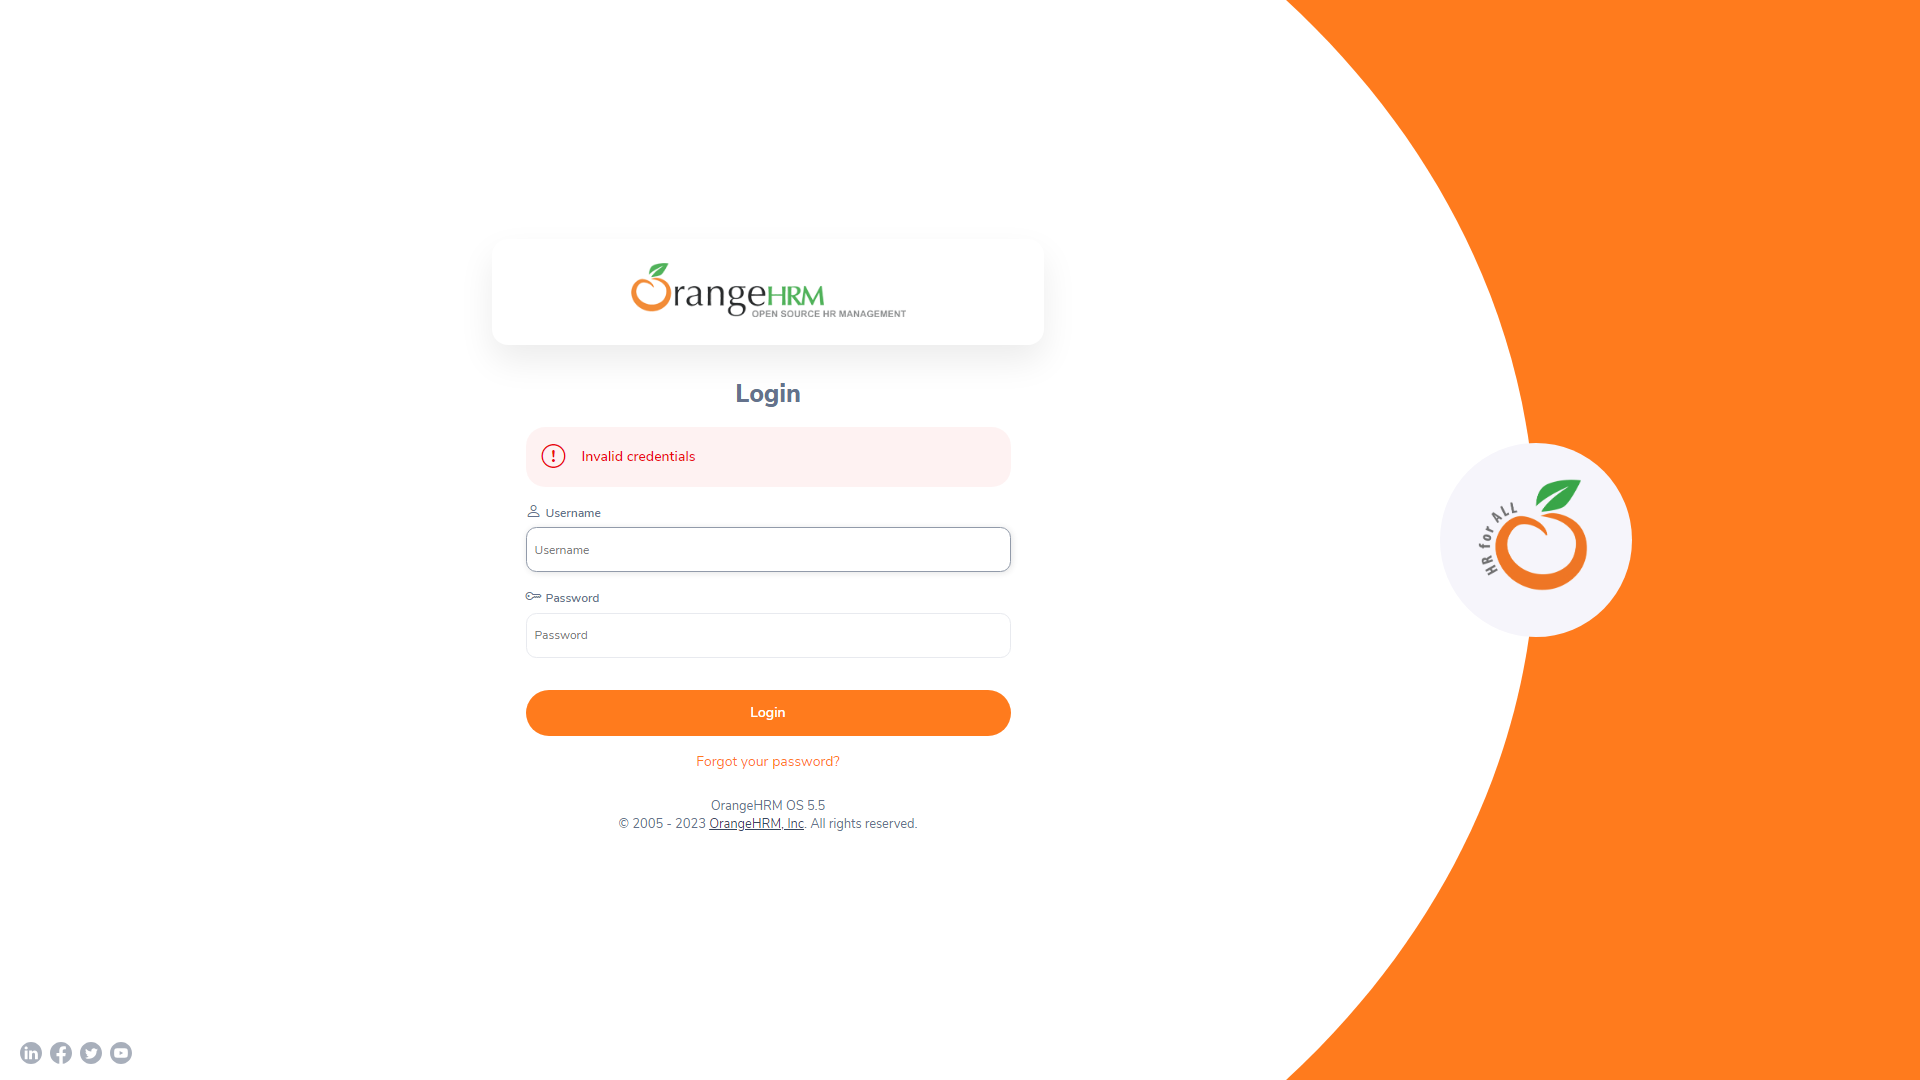 OrangeHRM
OPEN SOURCE HR MANAGEMENT
Login
Invalid credentials
Username
Username
Password
Password
Login
Forgot your password?
OrangeHRM OS 5.5
© 2005 - 2023 OrangeHRM, Inc. All rights reserved.
HR for ALL